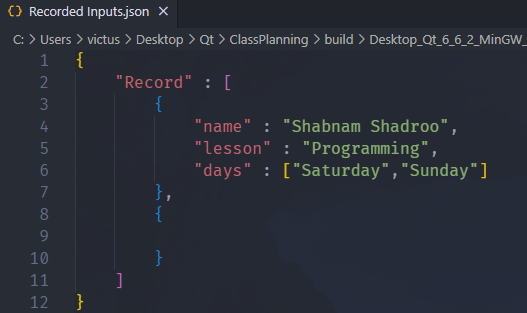 {} Recorded Inputs.json ×
C: > Users > victus > Desktop > Qt > ClassPlanning > build > Desktop_Qt_6_6_2_MinGW_
1 {
2 "Record" : [
3 {
4 "name" : "Shabnam Shadroo",
5 "lesson" : "Programming",
6 "days" : ["Saturday","Sunday"]
7 },
8 {
9
10 }
11 ]
12 }